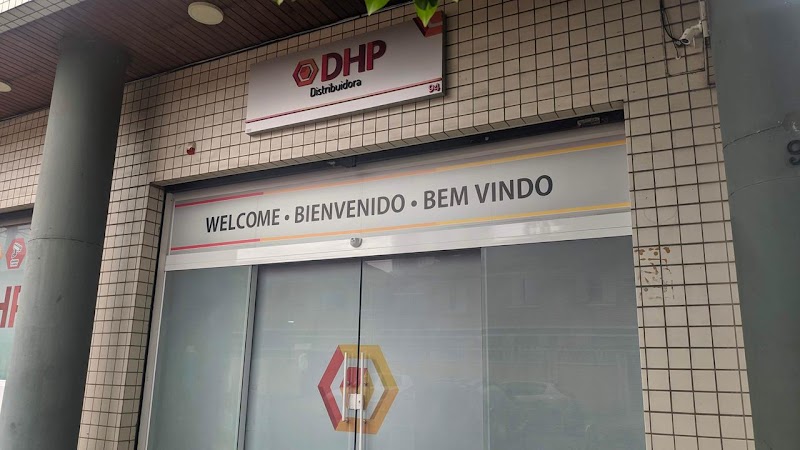 DHP
Distribuidora
94
WELCOME • BIENVENIDO • BEM VINDO